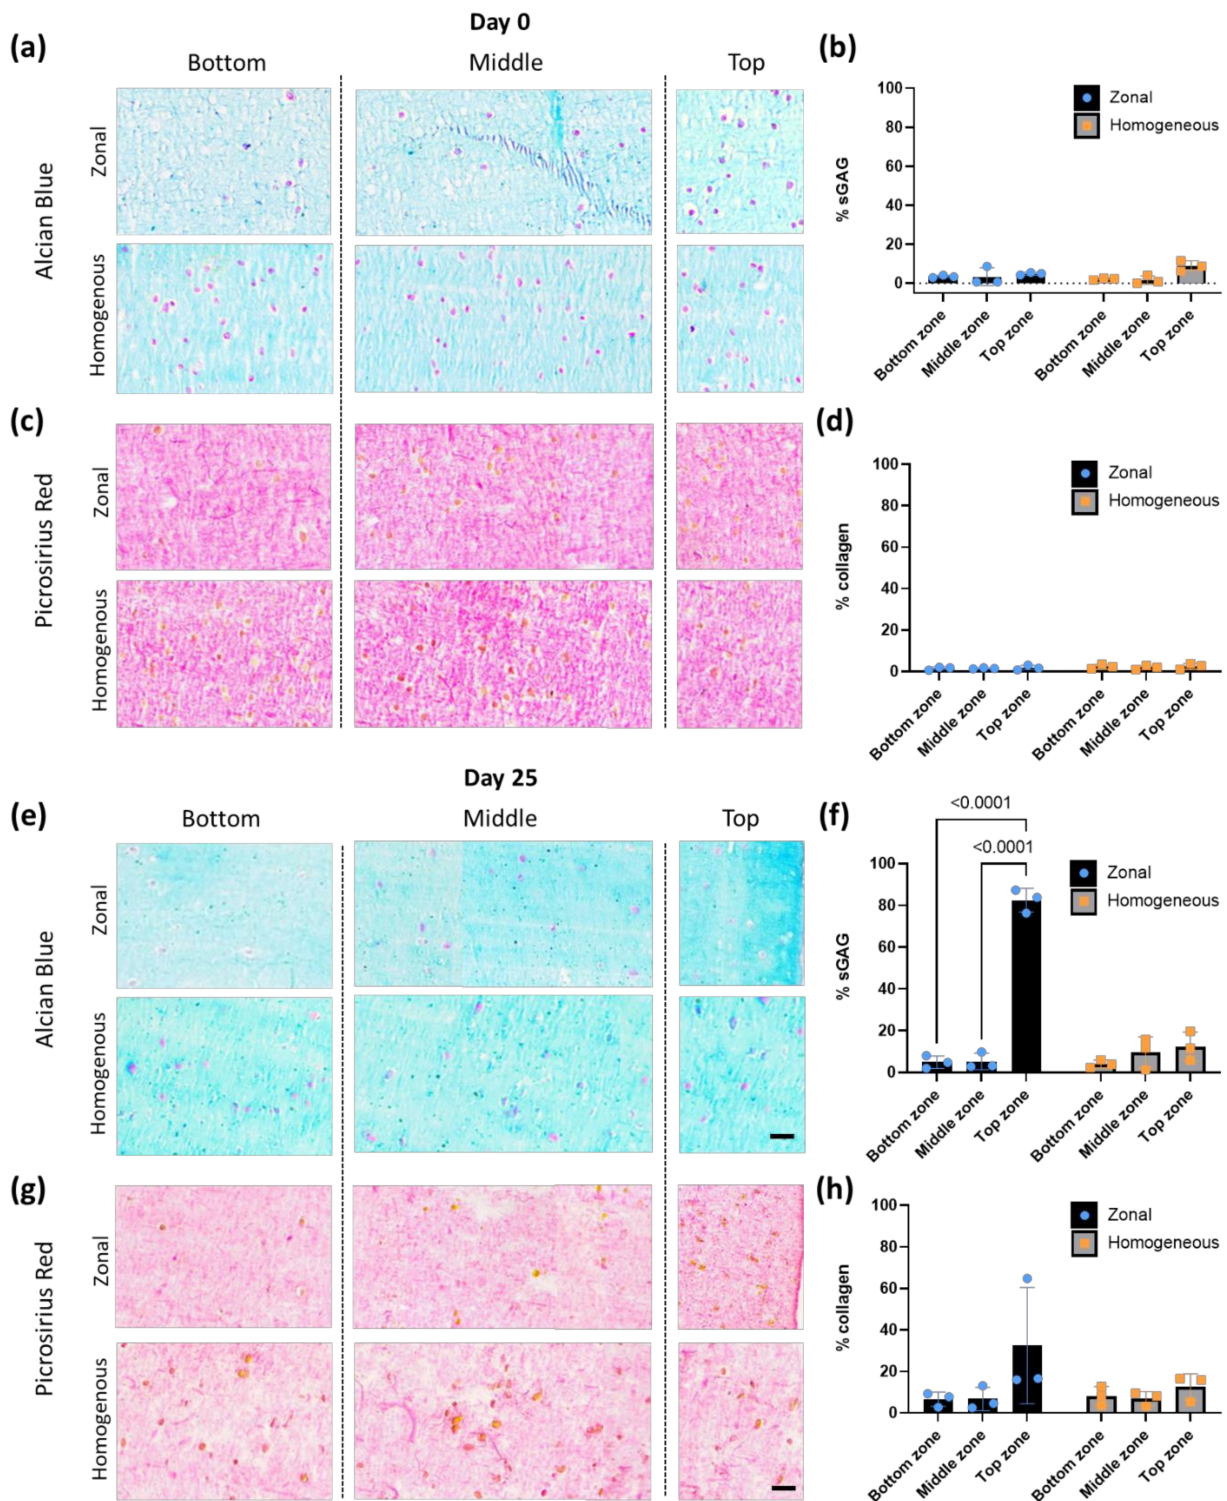 Day 0
(a)
Bottom
Middle
Top
Alcian Blue
Zonal
Homogenous
(b)
% sGAG
100
80
60
40
20
0
Zonal
Homogeneous
Bottom zone
Middle zone
Top zone
Bottom zone
Middle zone
Top zone
(c)
Picrosirius Red
Zonal
Homogenous
(d)
% collagen
100
80
60
40
20
0
Zonal
Homogeneous
Bottom zone
Middle zone
Top zone
Bottom zone
Middle zone
Top zone
Day 25
(e)
Bottom
Middle
Top
Alcian Blue
Zonal
Homogenous
(f)
<0.0001
<0.0001
% sGAG
100
80
60
40
20
0
Zonal
Homogeneous
Bottom zone
Middle zone
Top zone
Bottom zone
Middle zone
Top zone
(g)
Picrosirius Red
Zonal
Homogenous
(h)
% collagen
100
80
60
40
20
0
Zonal
Homogeneous
Bottom zone
Middle zone
Top zone
Bottom zone
Middle zone
Top zone